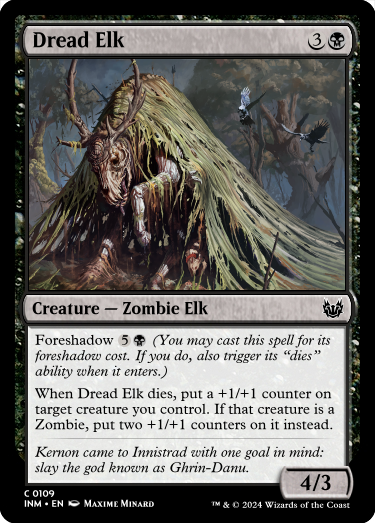 Dread Elk 3
Creature — Zombie Elk
Foreshadow 5 (You may cast this spell for its
foreshadow cost. If you do, also trigger its “dies”
ability when it enters.)
When Dread Elk dies, put a +1/+1 counter on
target creature you control. If that creature is a
Zombie, put two +1/+1 counters on it instead.
Kernon came to Innistrad with one goal in mind:
slay the god known as Ghrin-Danu.
4/3
C 0109
INM • EN Maxime Minard ™ & © 2024 Wizards of the Coast